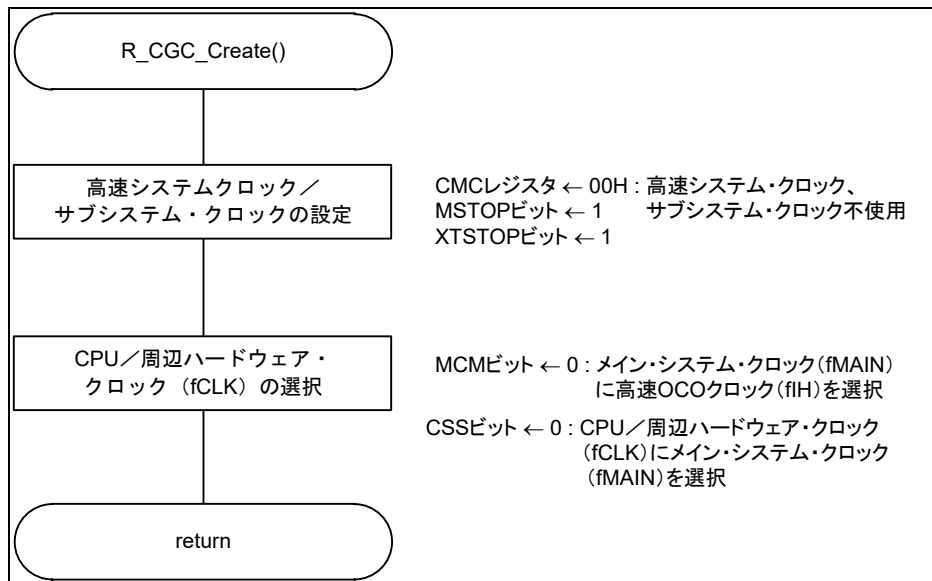 R_CGC_Create()
高速システムクロック／
サブシステム・クロックの設定
CMCレジスタ ← 00H : 高速システム・クロック、
MSTOPビット ← 1 サブシステム・クロック不使用
XTSTOPビット ← 1
CPU／周辺ハードウェア・
クロック（fCLK）の選択
MCMビット ← 0 : メイン・システム・クロック(fMAIN)
に高速OCOクロック(fIH)を選択
CSSビット ← 0 : CPU／周辺ハードウェア・クロック
(fCLK)にメイン・システム・クロック
(fMAIN)を選択
return